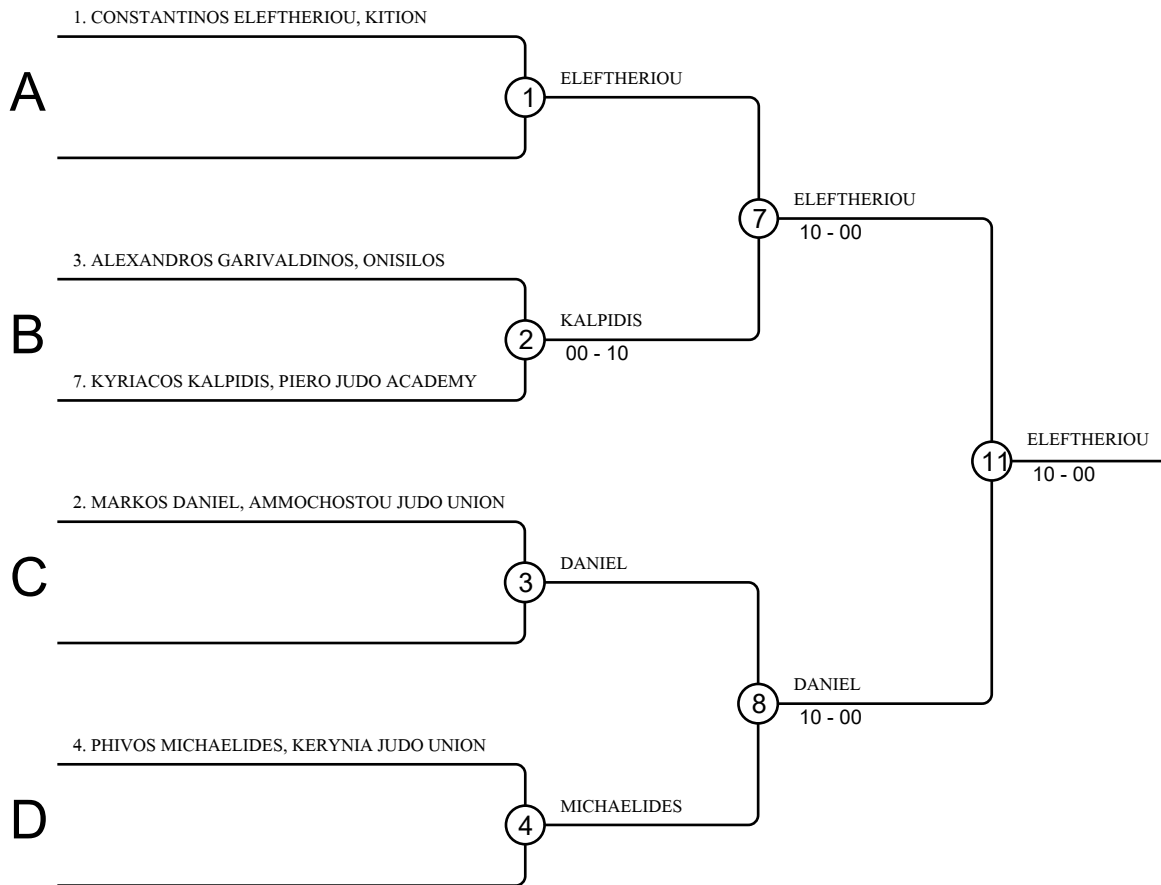 1. CONSTANTINOS ELEFTHERIOU, KITION
A
1
ELEFTHERIOU
7
ELEFTHERIOU
10 - 00
3. ALEXANDROS GARIVALDINOS, ONISILOS
B
2
KALPIDIS
00 - 10
7. KYRIACOS KALPIDIS, PIERO JUDO ACADEMY
11
ELEFTHERIOU
10 - 00
2. MARKOS DANIEL, AMMOCHOSTOU JUDO UNION
C
3
DANIEL
8
DANIEL
10 - 00
4. PHIVOS MICHAELIDES, KERYNIA JUDO UNION
D
4
MICHAELIDES